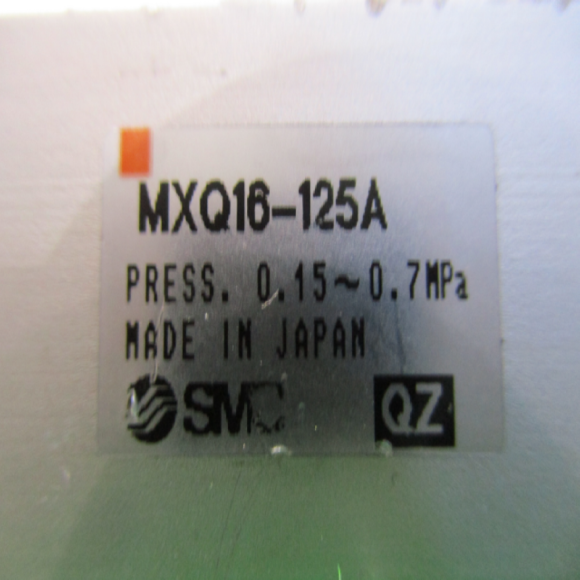 MXQ16-125A
PRESS. 0.15~0.7MPa
MADE IN JAPAN
SMC QZ